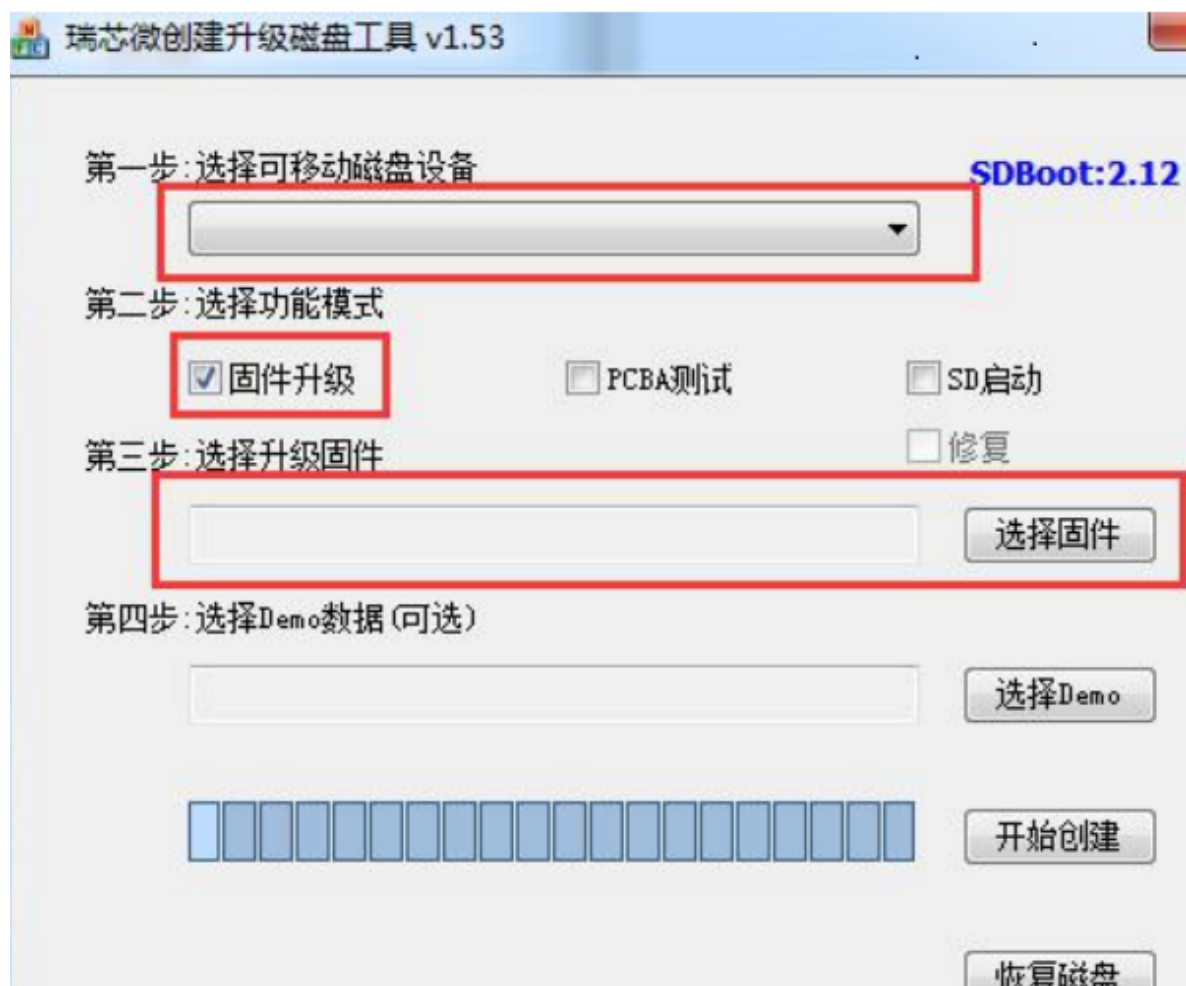 瑞芯微创建升级磁盘工具 v1.53
第一步:选择可移动磁盘设备
SDBoot:2.12
第二步:选择功能模式
固件升级 PCBA测试 SD启动
修复
第三步:选择升级固件
选择固件
第四步:选择Demo数据(可选)
选择Demo
开始创建
恢复磁盘